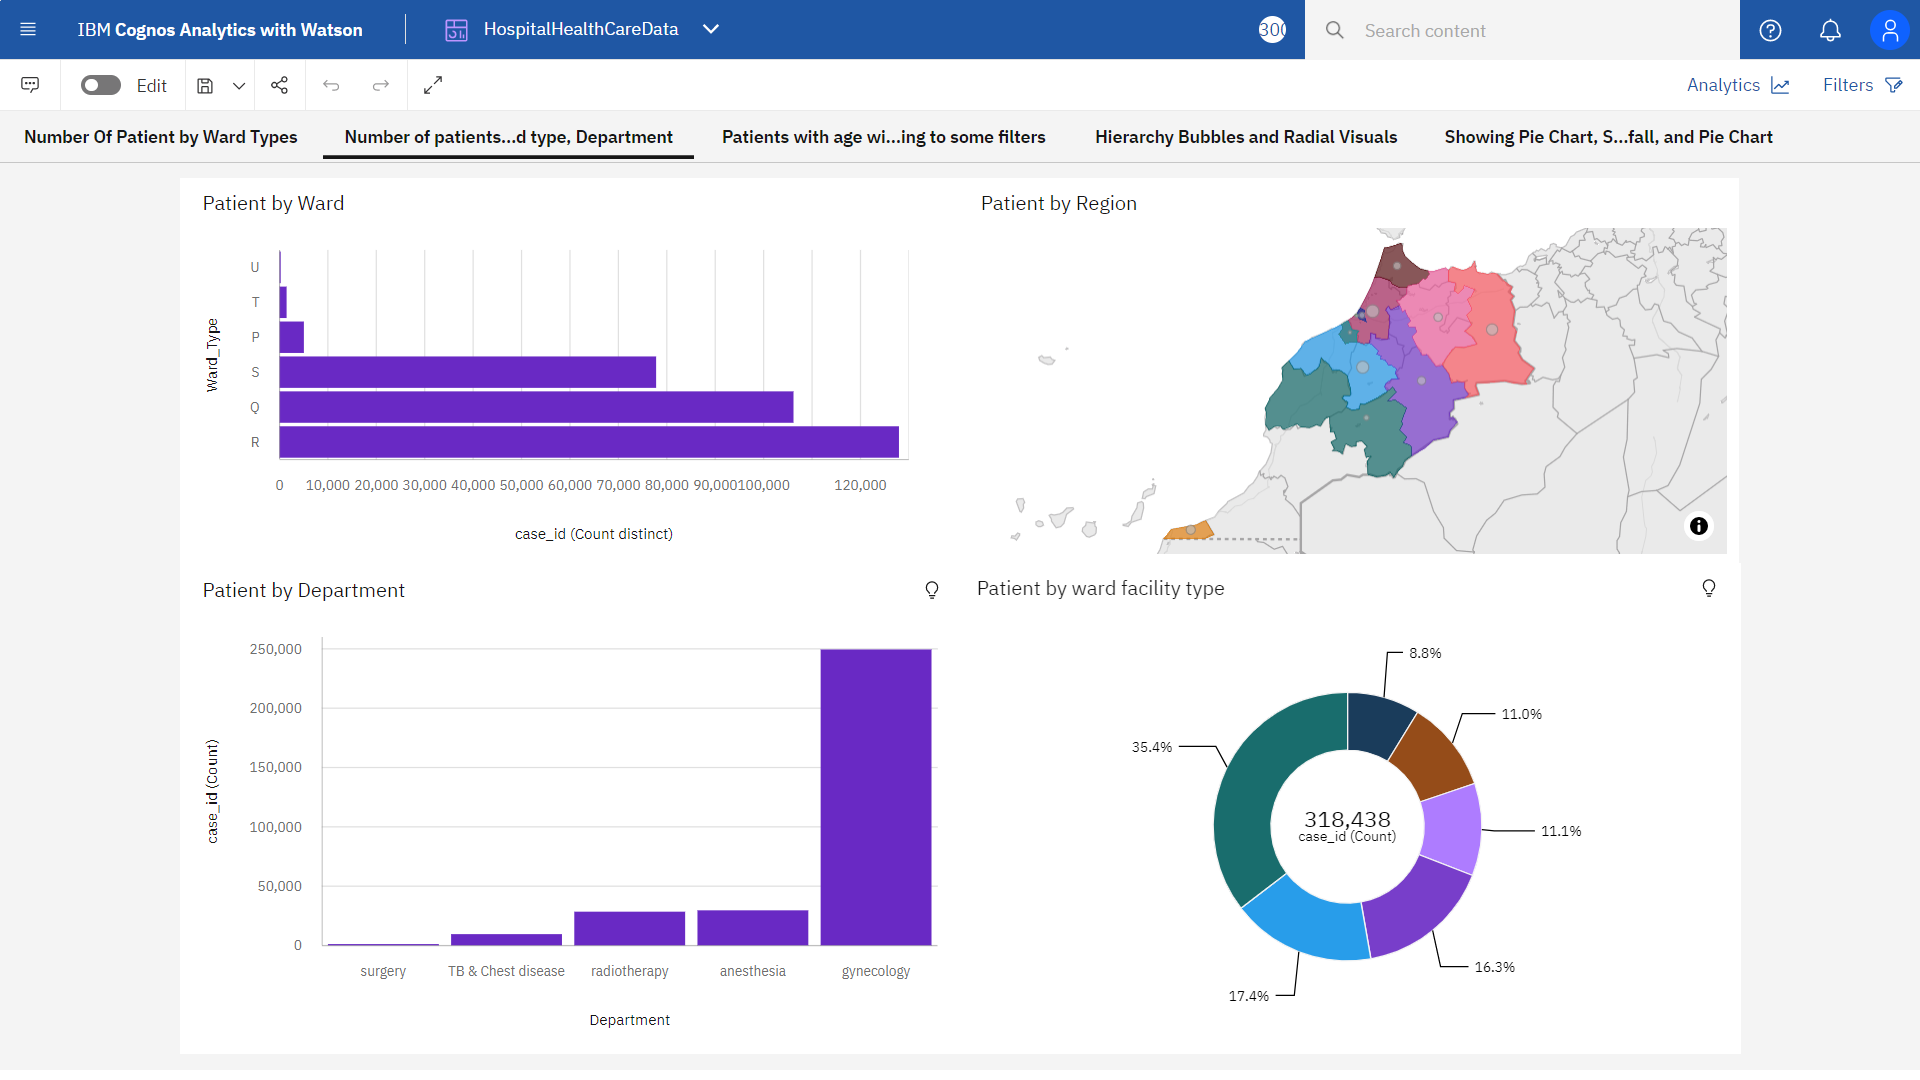 IBM Cognos Analytics with Watson
HospitalHealthCareData
300
Search content
Edit
Analytics
Filters
Number Of Patient by Ward Types
Number of patients...d type, Department
Patients with age wi...ing to some filters
Hierarchy Bubbles and Radial Visuals
Showing Pie Chart, S...fall, and Pie Chart
Patient by Ward
Ward_Type
U
T
P
S
Q
R
0 10,000 20,000 30,000 40,000 50,000 60,000 70,000 80,000 90,000 100,000 120,000
case_id (Count distinct)
Patient by Region
Patient by Department
case_id (Count)
250,000
200,000
150,000
100,000
50,000
0
surgery TB & Chest disease radiotherapy anesthesia gynecology
Department
Patient by ward facility type
8.8%
11.0%
35.4%
318,438
case_id (Count)
11.1%
16.3%
17.4%